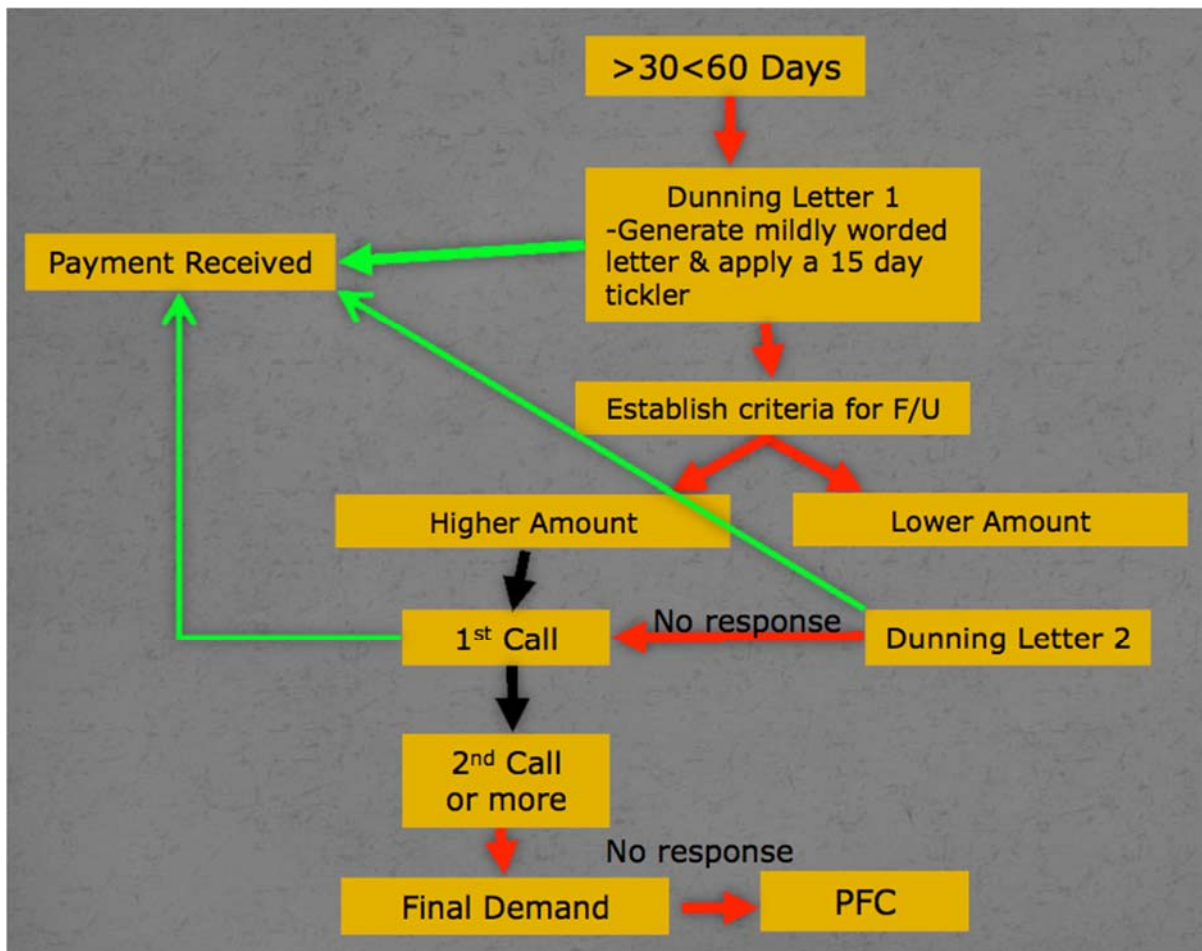 >30<60 Days
Dunning Letter 1
-Generate mildly worded
letter & apply a 15 day
tickler
Payment Received
Establish criteria for F/U
Higher Amount
Lower Amount
1st Call
No response
Dunning Letter 2
2nd Call
or more
No response
Final Demand
PFC